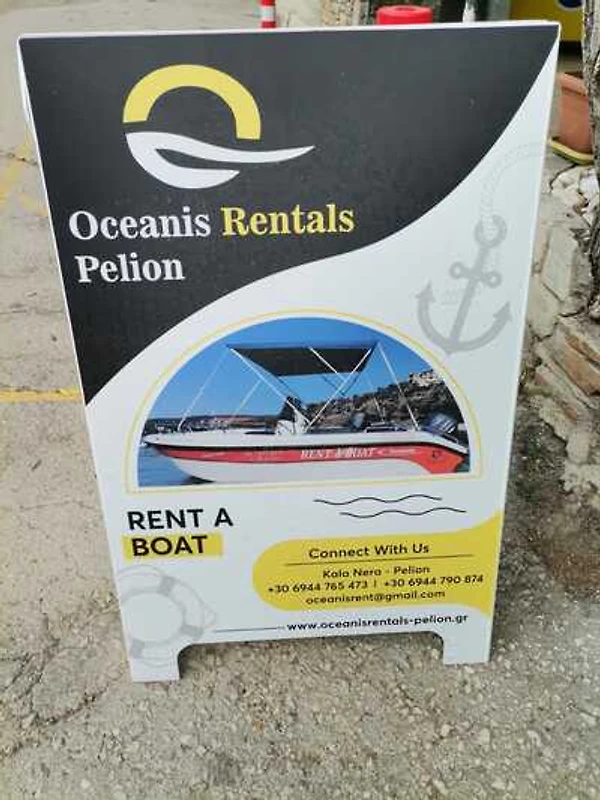 Oceanis Rentals
Pelion
RENT A BOAT
RENT A
BOAT
Connect With Us
Kala Nera - Pelion
+30 6944 765 473 | +30 6944 790 874
oceanisrent@gmail.com
www.oceanisrentals-pelion.gr